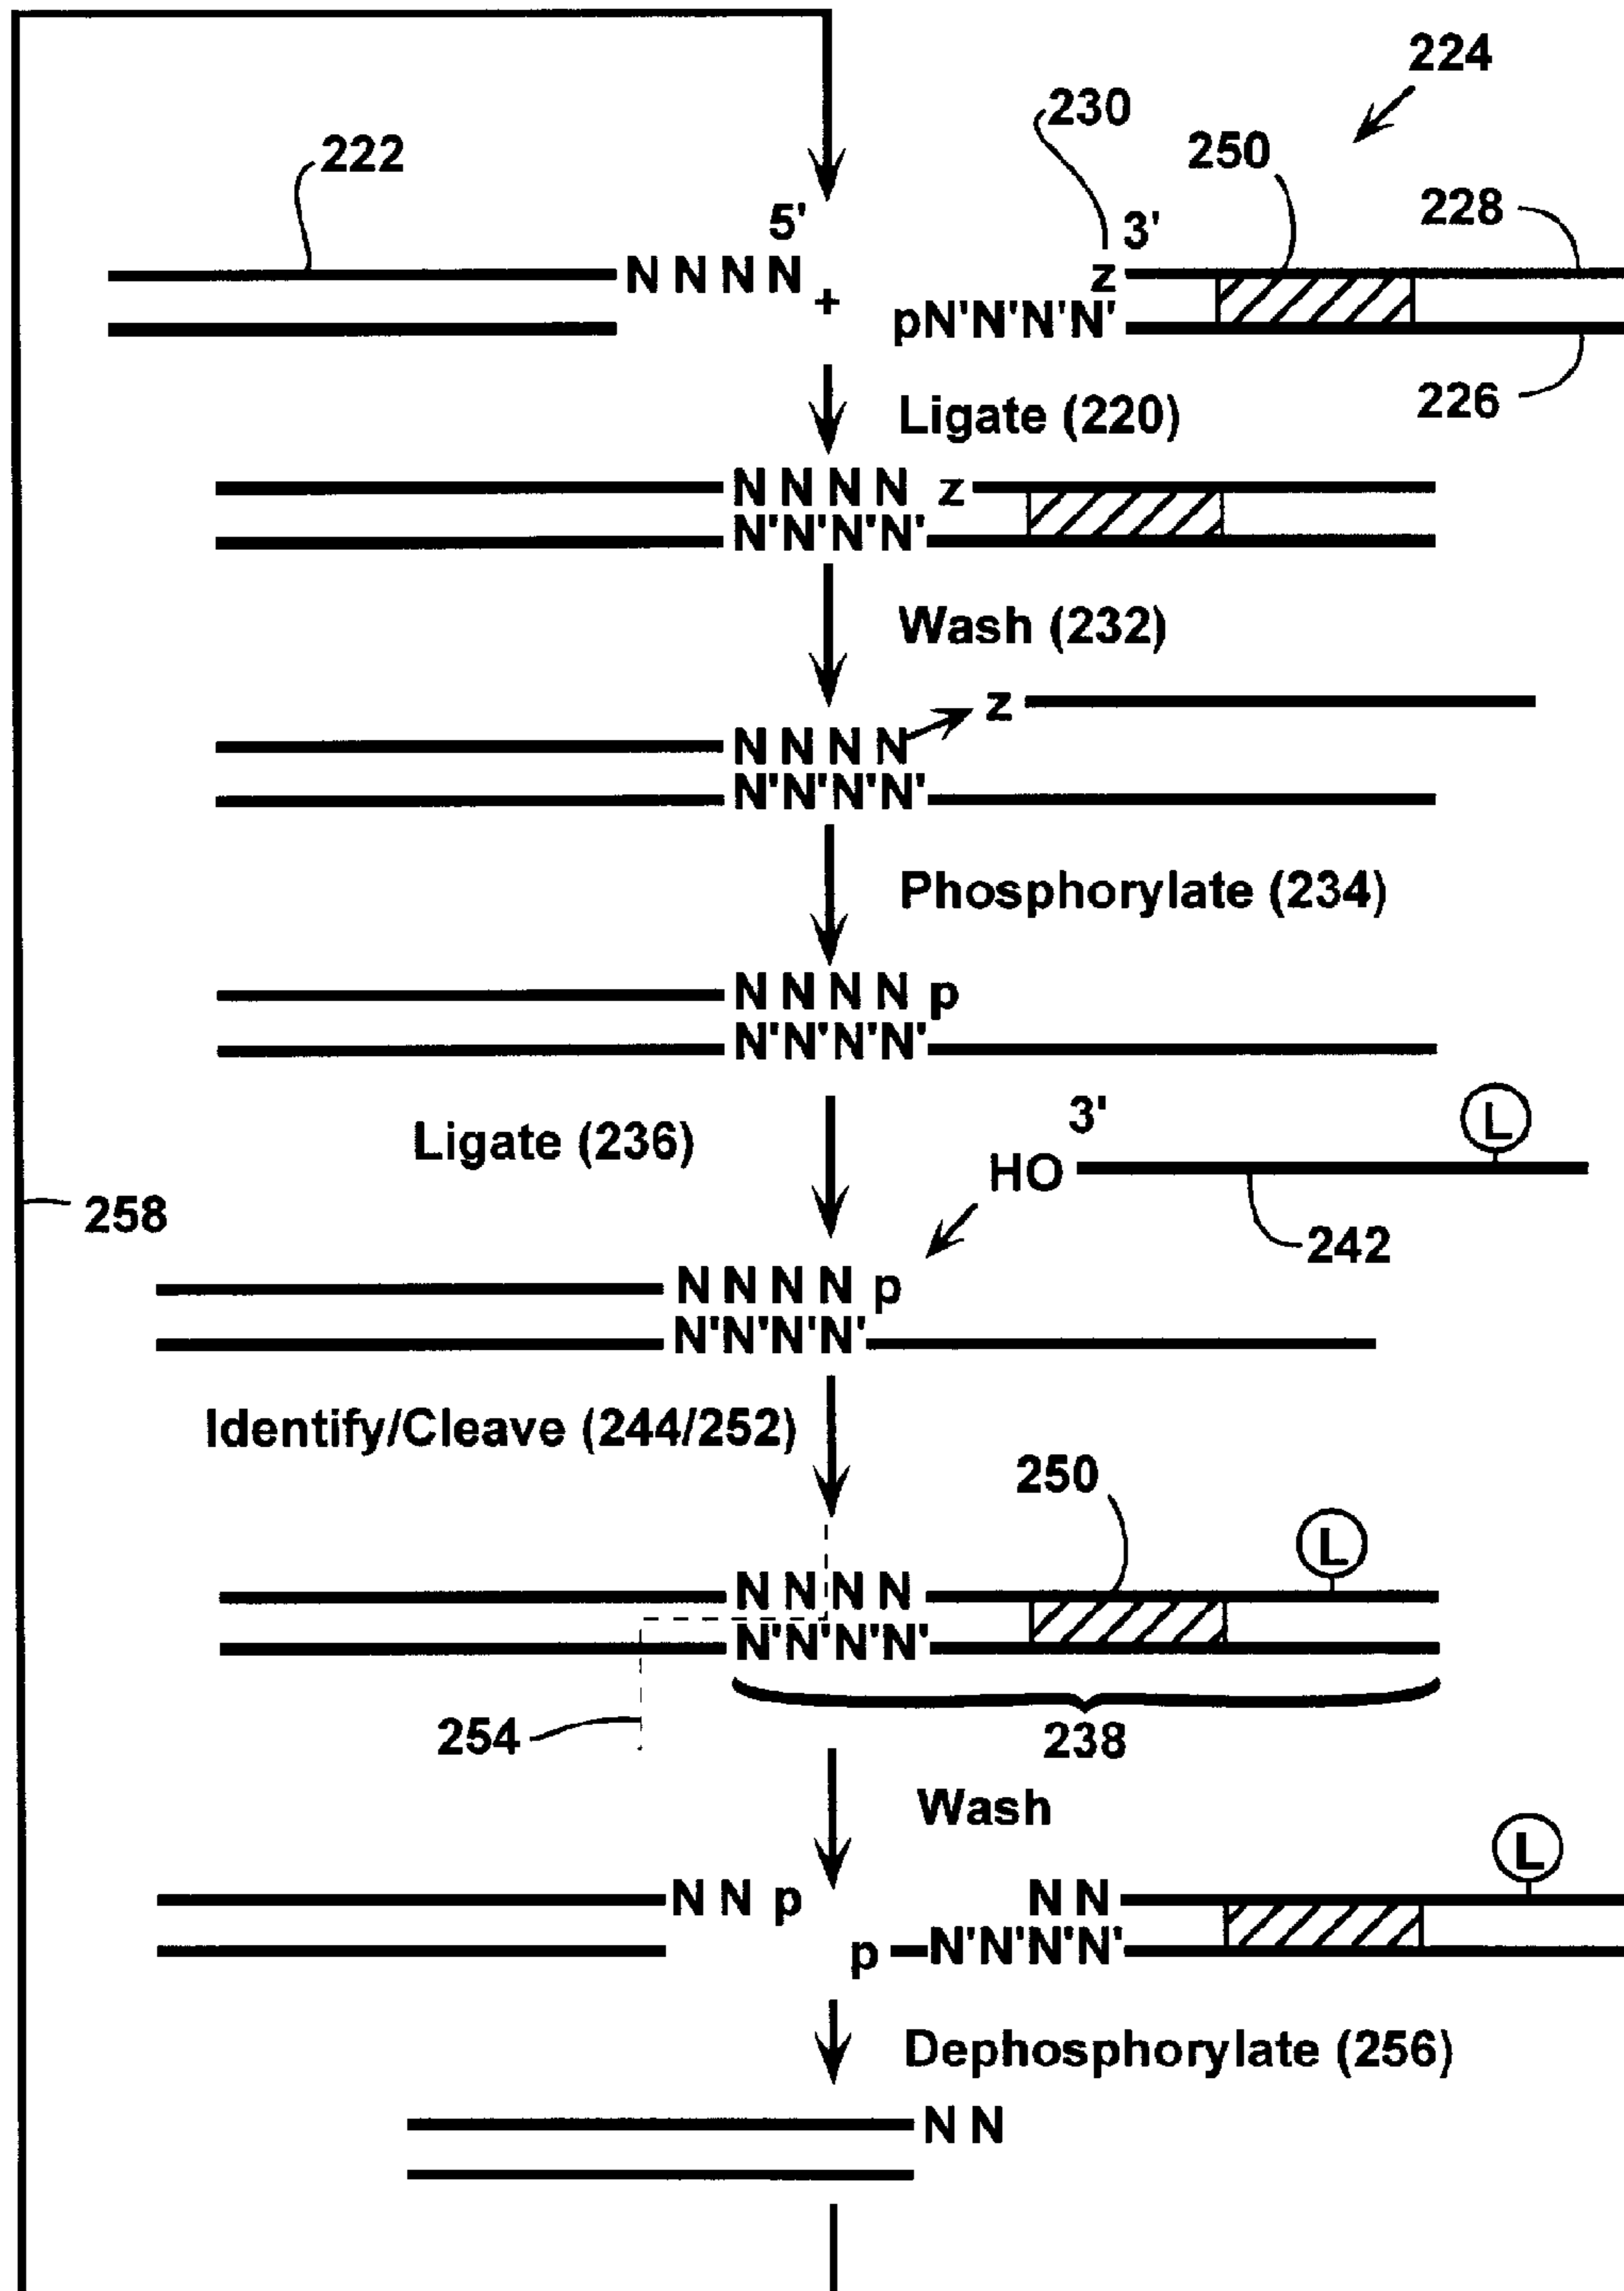 224
230
250
222
228
5'
3'
N N N N
+
z
pN'N'N'N'
226
Ligate (220)
N N N N z
N'N'N'N'
Wash (232)
z
N N N N
N'N'N'N'
Phosphorylate (234)
N N N N p
N'N'N'N'
3'
L
Ligate (236)
HO
258
242
N N N N p
N'N'N'N'
Identify/Cleave (244/252)
250
L
N N N N
N'N'N'N'
254
238
Wash
L
N N p
N N
p
N'N'N'N'
Dephosphorylate (256)
N N